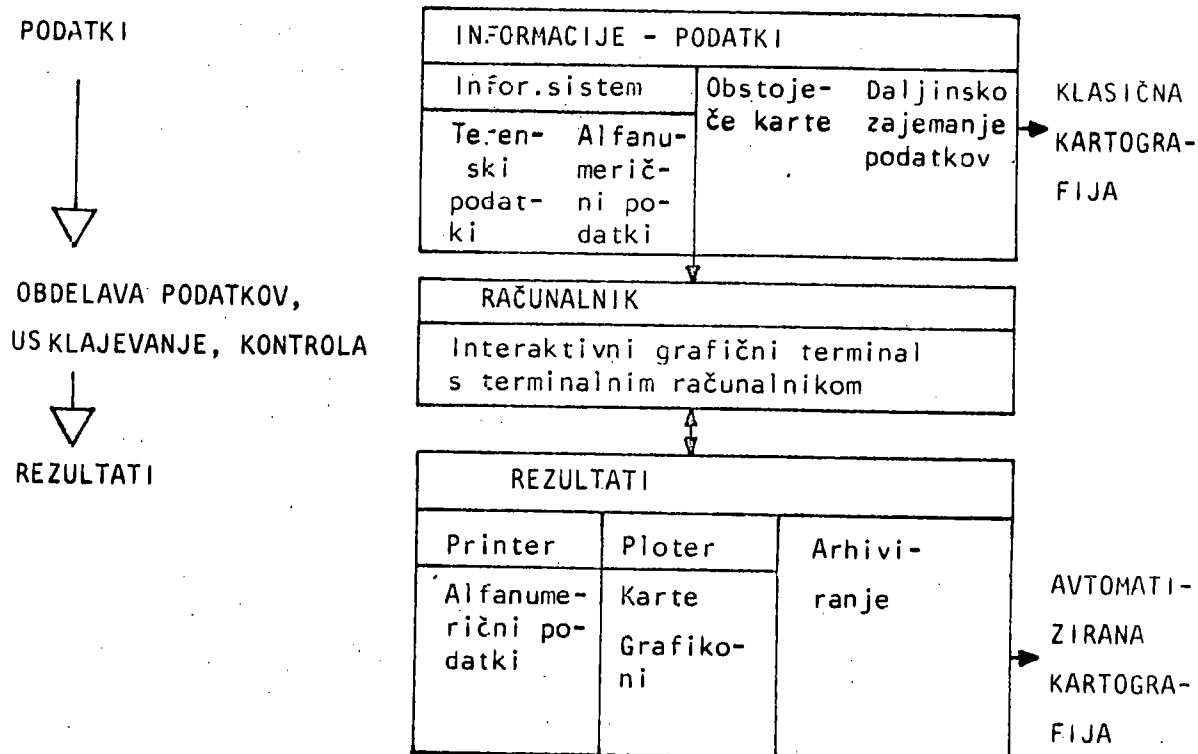 PODATKI
OBDELAVA PODATKOV,
USKLAJEVANJE, KONTROLA
REZULTATI
INFORMACIJE - PODATKI
Infor.sistem
Teren-
ski
podat-
ki
Alfanu-
merič-
ni po-
datki
Obstoje-
če karte
Daljinsko
zajemanje
podatkov
KLASIČNA
KARTOGRA-
FIJA
RAČUNALNIK
Interaktivni grafični terminal
s terminalnim računalnikom
REZULTATI
Printer
Alfanume-
rični po-
datki
Ploter
Karte
Grafiko-
ni
Arhivi-
ranje
AVTOMATI-
ZIRANA
KARTOGRA-
FIJA